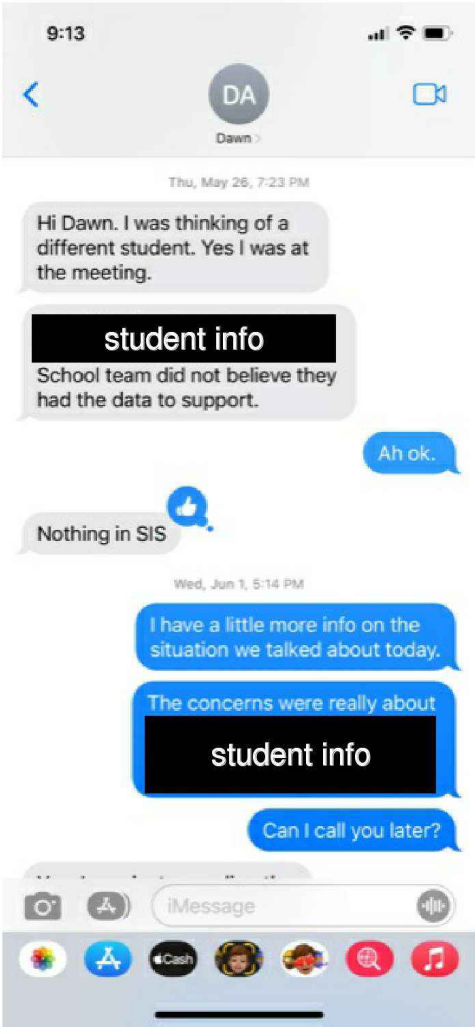 9:13
DA
Dawn
Thu, May 26, 7:23 PM
Hi Dawn. I was thinking of a
different student. Yes I was at
the meeting.
student info
School team did not believe they
had the data to support.
Ah ok.
Nothing in SIS
Wed, Jun 1, 5:14 PM
I have a little more info on the
situation we talked about today.
The concerns were really about
student info
Can I call you later?
iMessage
Cash